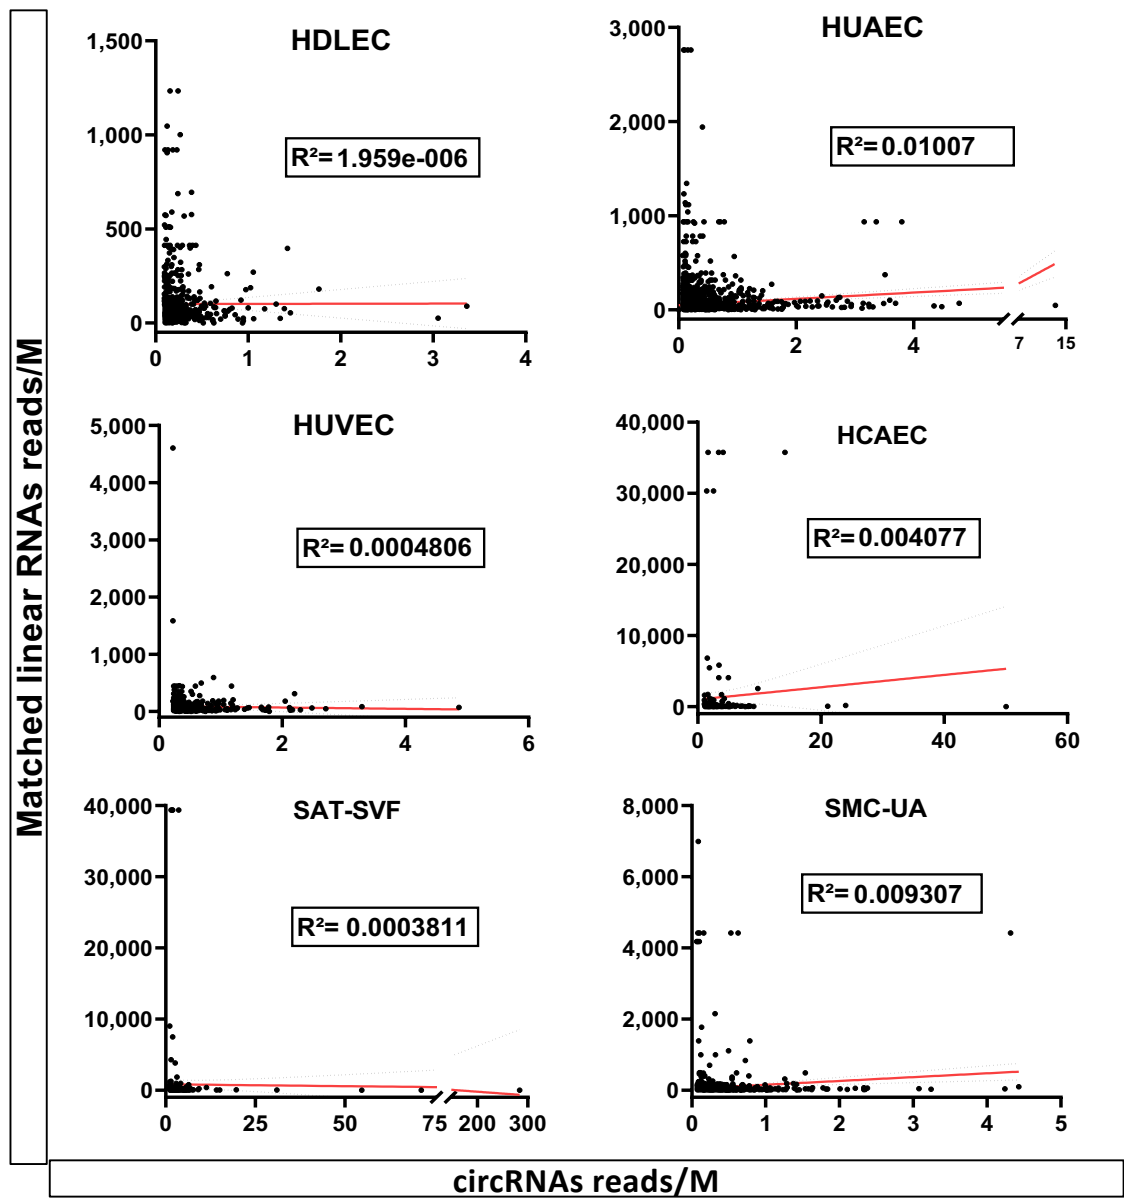 Matched linear RNAs reads/M
HDLEC
1,500
1,000
500
0
R²= 1.959e-006
0 1 2 3 4
HUAEC
3,000
2,000
1,000
0
R²= 0.01007
0 2 4 7 15
HUVEC
5,000
4,000
3,000
2,000
1,000
0
R²= 0.0004806
0 2 4 6
HCAEC
40,000
30,000
20,000
10,000
0
R²= 0.004077
0 20 40 60
SAT-SVF
40,000
30,000
20,000
10,000
0
R²= 0.0003811
0 25 50 75 200 300
SMC-UA
8,000
6,000
4,000
2,000
0
R²= 0.009307
0 1 2 3 4 5
circRNAs reads/M